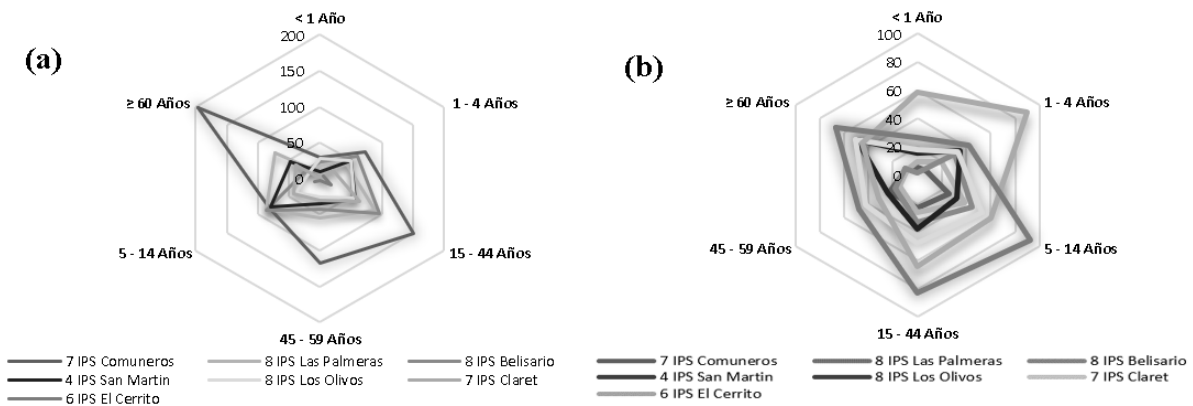 (a)
< 1 Año
200
150
100
50
0
≥ 60 Años
1 - 4 Años
5 - 14 Años
15 - 44 Años
45 - 59 Años
7 IPS Comuneros
8 IPS Las Palmeras
8 IPS Belisario
4 IPS San Martin
8 IPS Los Olivos
7 IPS Claret
6 IPS El Cerrito
(b)
< 1 Año
100
80
60
40
20
0
≥ 60 Años
1 - 4 Años
45 - 59 Años
5 - 14 Años
15 - 44 Años
7 IPS Comuneros
8 IPS Las Palmeras
8 IPS Belisario
4 IPS San Martin
8 IPS Los Olivos
7 IPS Claret
6 IPS El Cerrito